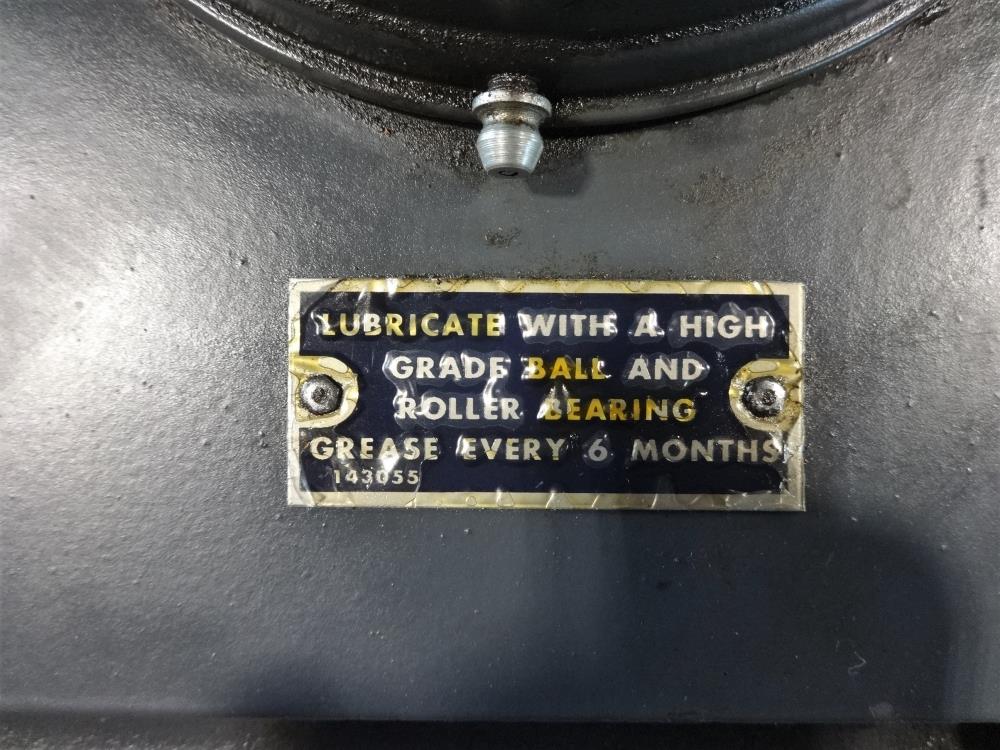 LUBRICATE WITH A HIGH
GRADE BALL AND
ROLLER BEARING
GREASE EVERY 6 MONTHS
143055